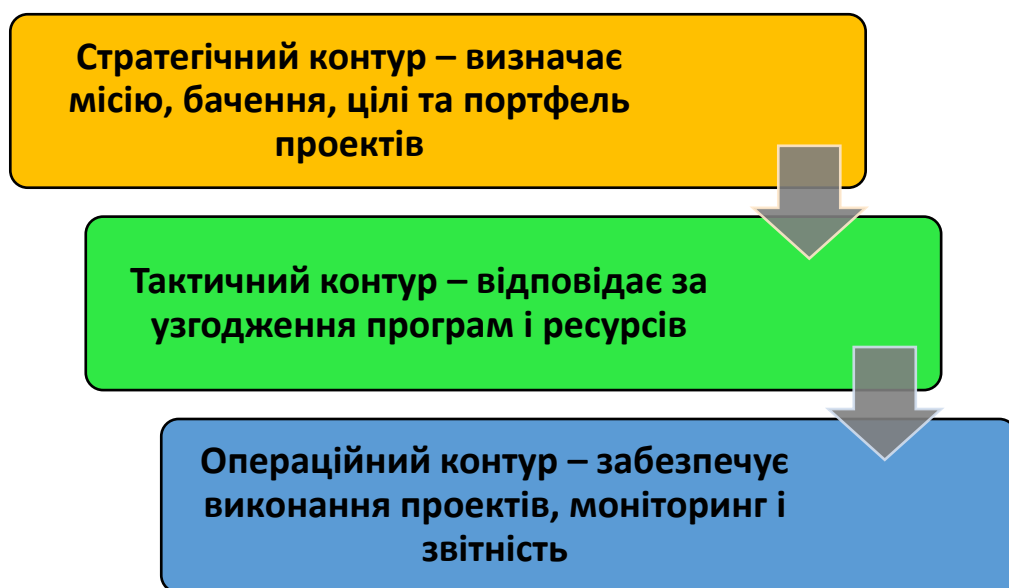 Стратегічний контур – визначає
місію, бачення, цілі та портфель
проектів
Тактичний контур – відповідає за
узгодження програм і ресурсів
Операційний контур – забезпечує
виконання проектів, моніторинг і
звітність